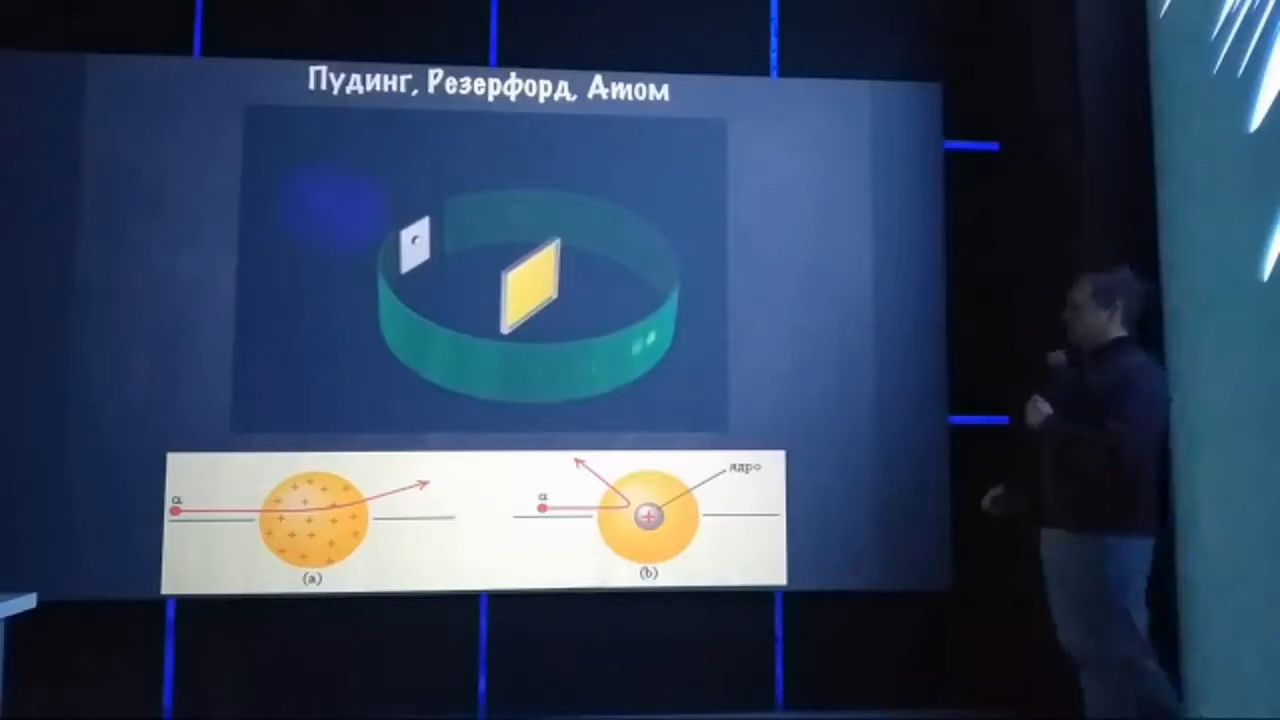 Пудинг, Резерфорд, Атом
α
α
ядро
(a)
(b)